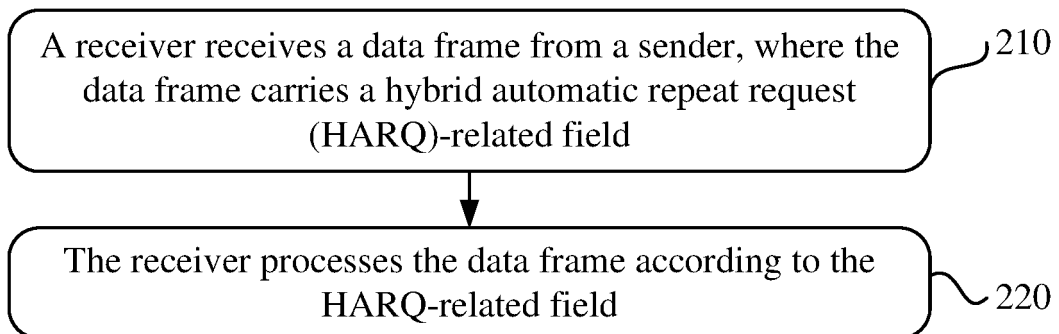 A receiver receives a data frame from a sender, where the
data frame carries a hybrid automatic repeat request
(HARQ)-related field
210
The receiver processes the data frame according to the
HARQ-related field
220